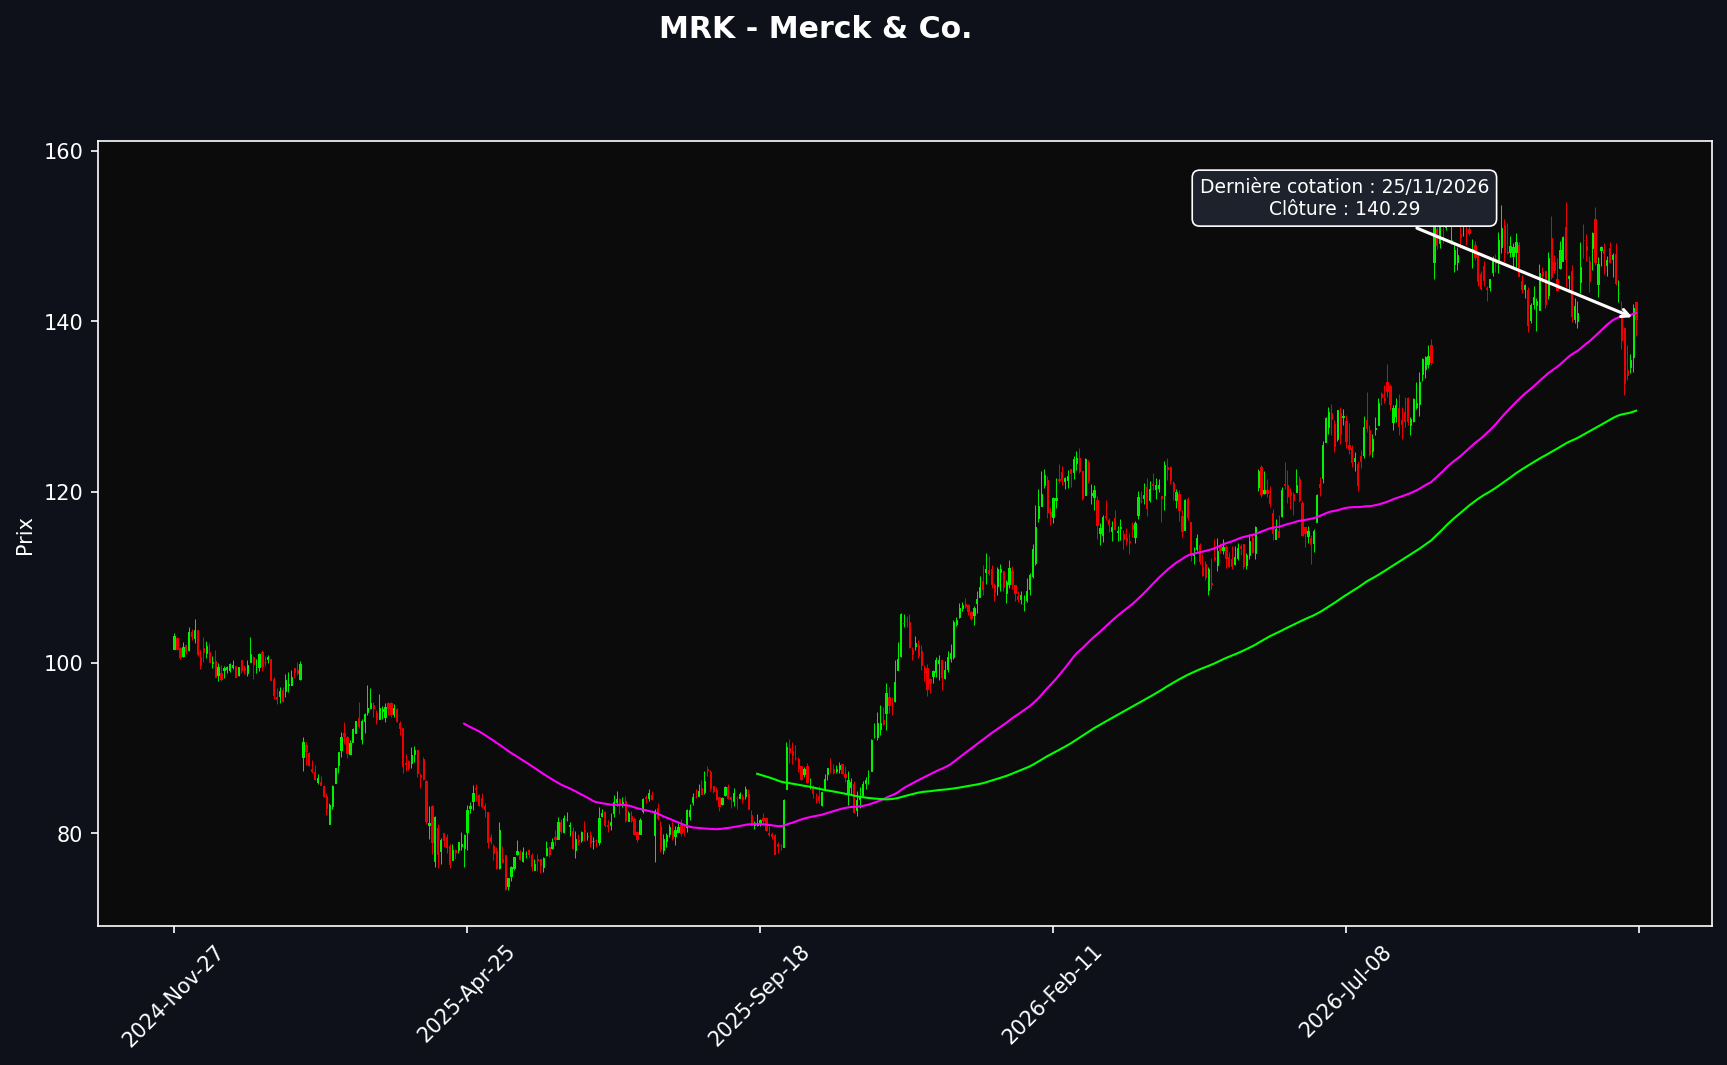 MRK - Merck & Co.
160
Dernière cotation : 25/11/2026
Clôture : 140.29
140
120
Prix
100
80
2024-Nov-27
2025-Apr-25
2025-Sep-18
2026-Feb-11
2026-Jul-08